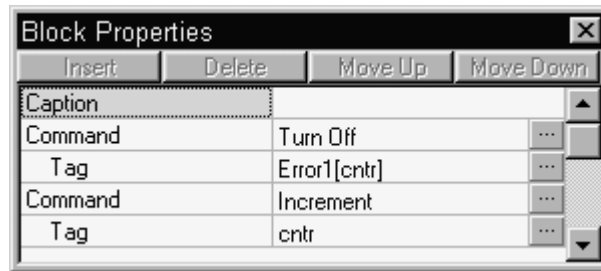 Block Properties
Insert Delete Move Up Move Down
Caption
Command Turn Off ...
Tag Error1[cntr] ...
Command Increment ...
Tag cntr ...